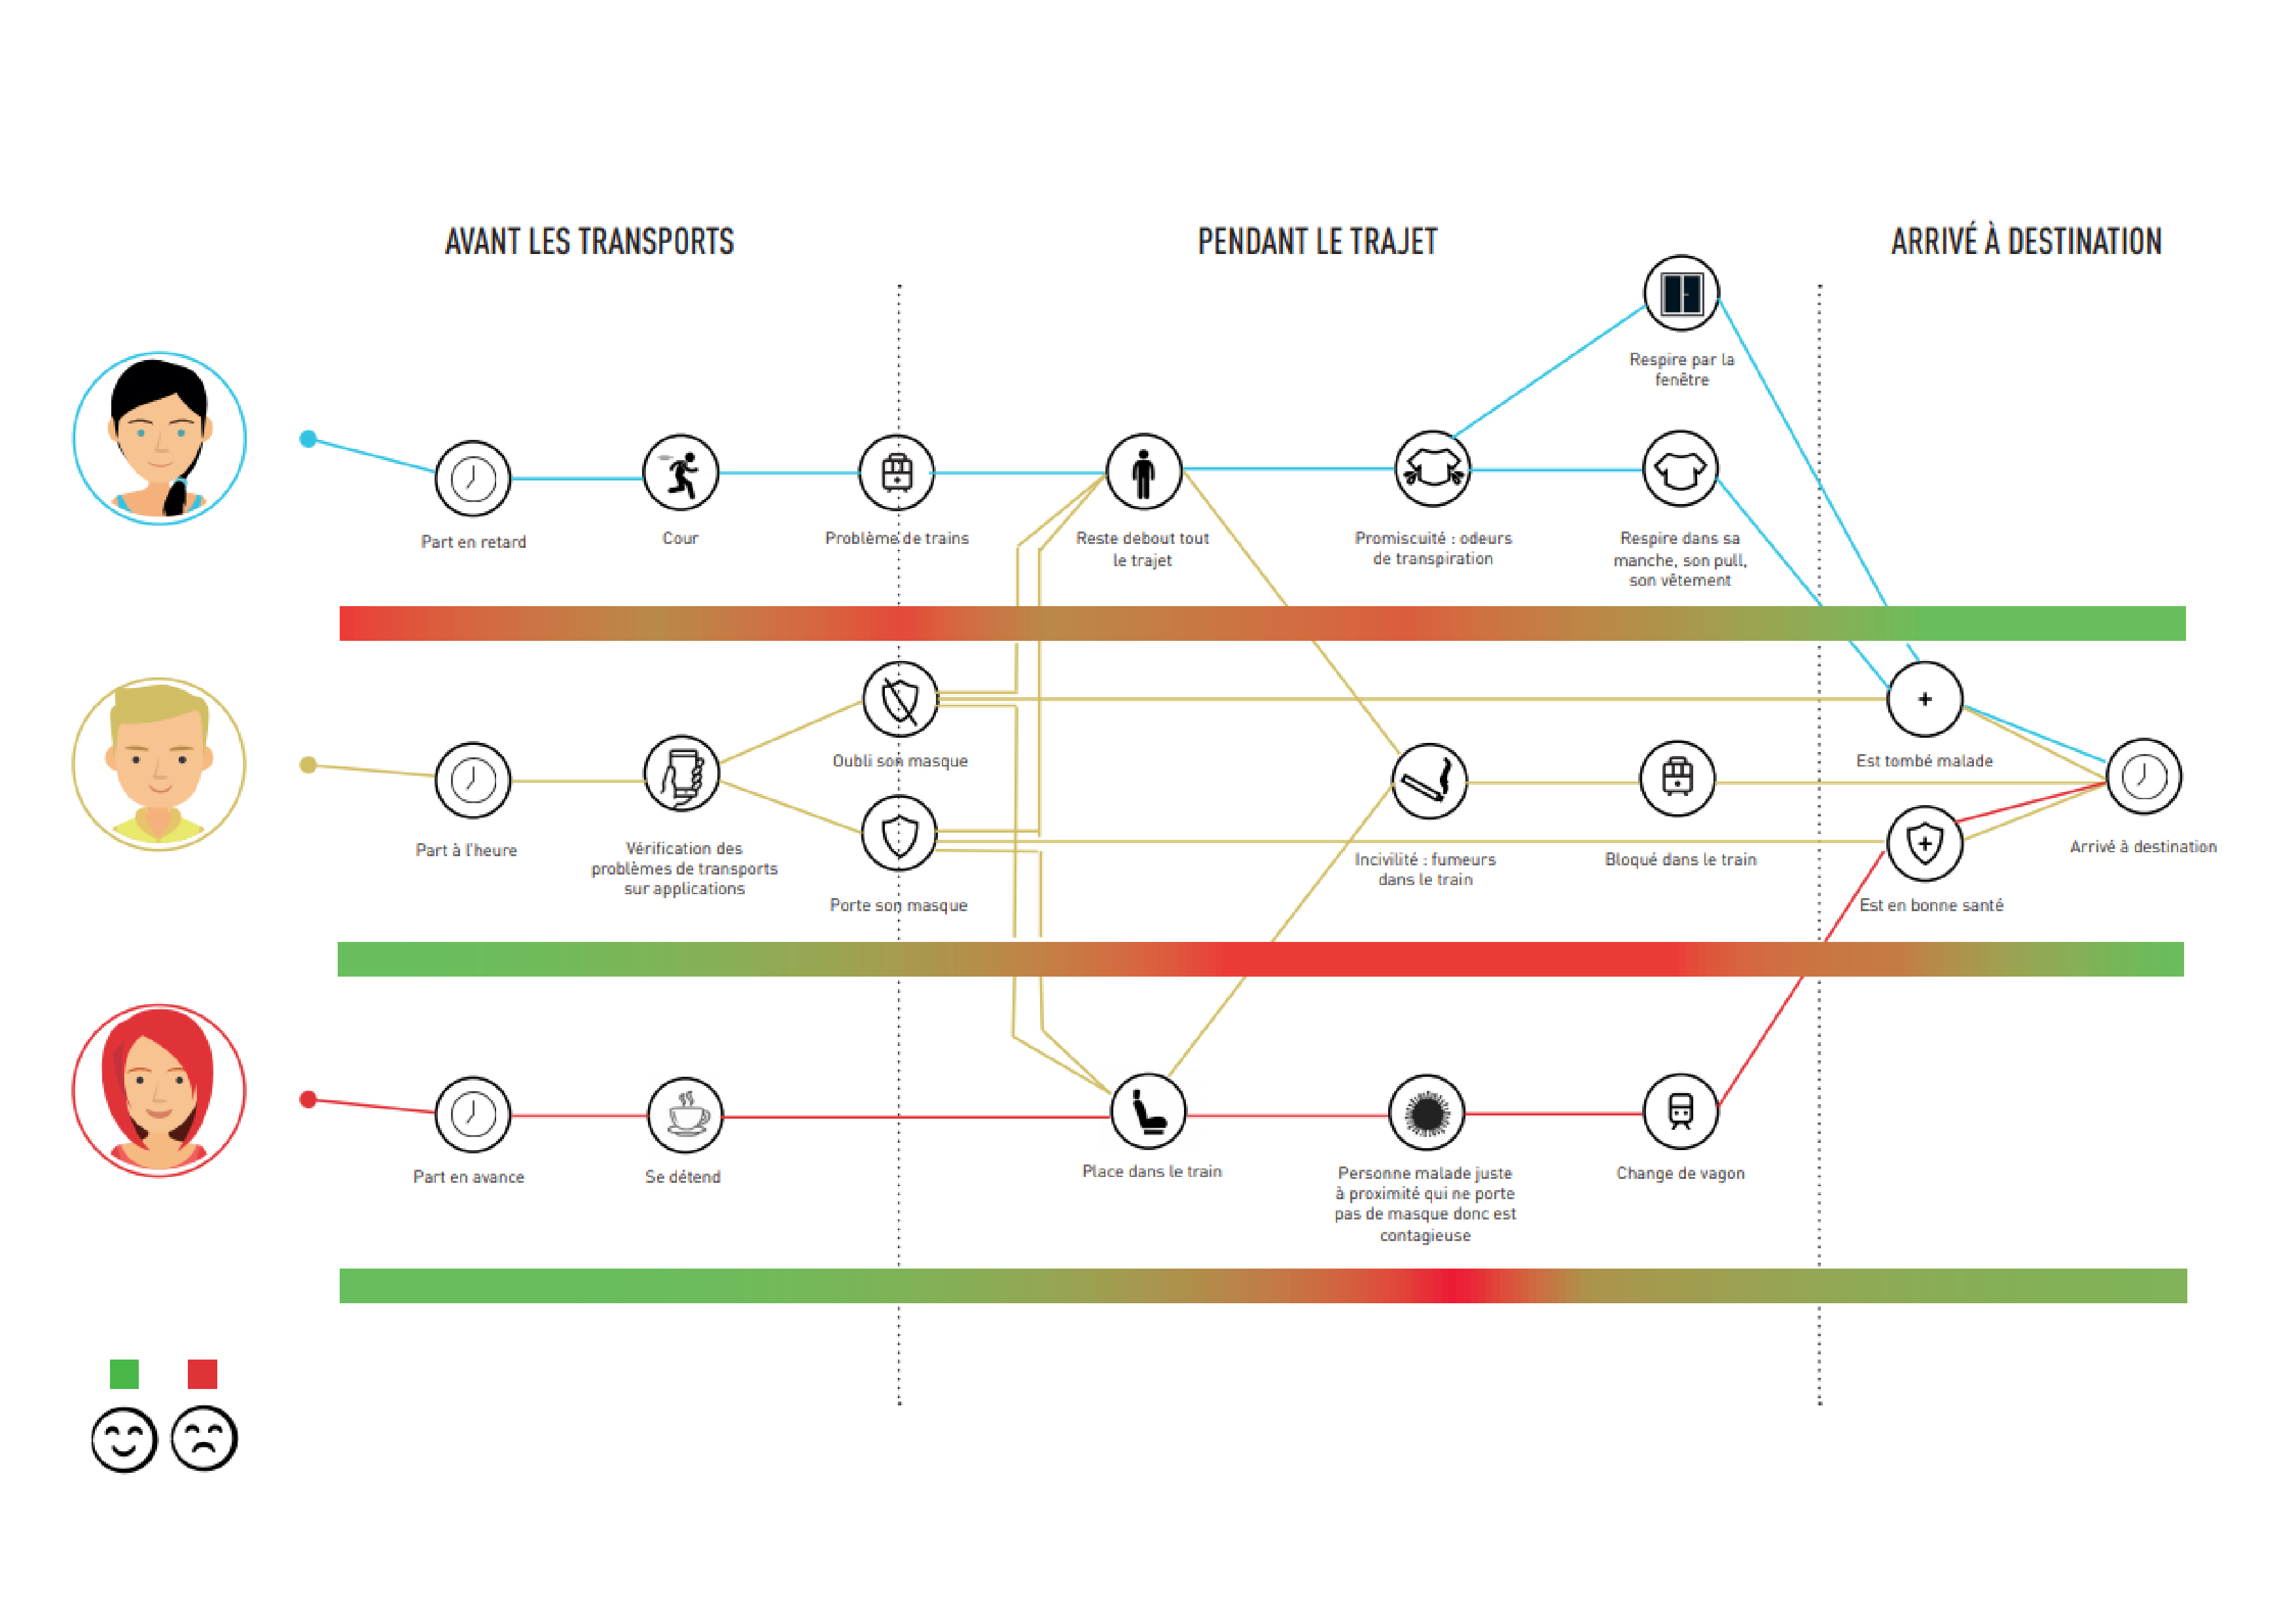 AVANT LES TRANSPORTS
PENDANT LE TRAJET
ARRIVÉ À DESTINATION
Respire par la
fenêtre
Part en retard
Cour
Problème de trains
Reste debout tout
le trajet
Promiscuité : odeurs
de transpiration
Respire dans sa
manche, son pull,
son vêtement
Part à l'heure
Vérification des
problèmes de transports
sur applications
Oubli son masque
Porte son masque
Incivilité : fumeurs
dans le train
Bloqué dans le train
Est tombé malade
Est en bonne santé
Arrivé à destination
Part en avance
Se détend
Place dans le train
Personne malade juste
à proximité qui ne porte
pas de masque donc est
contagieuse
Change de vagon